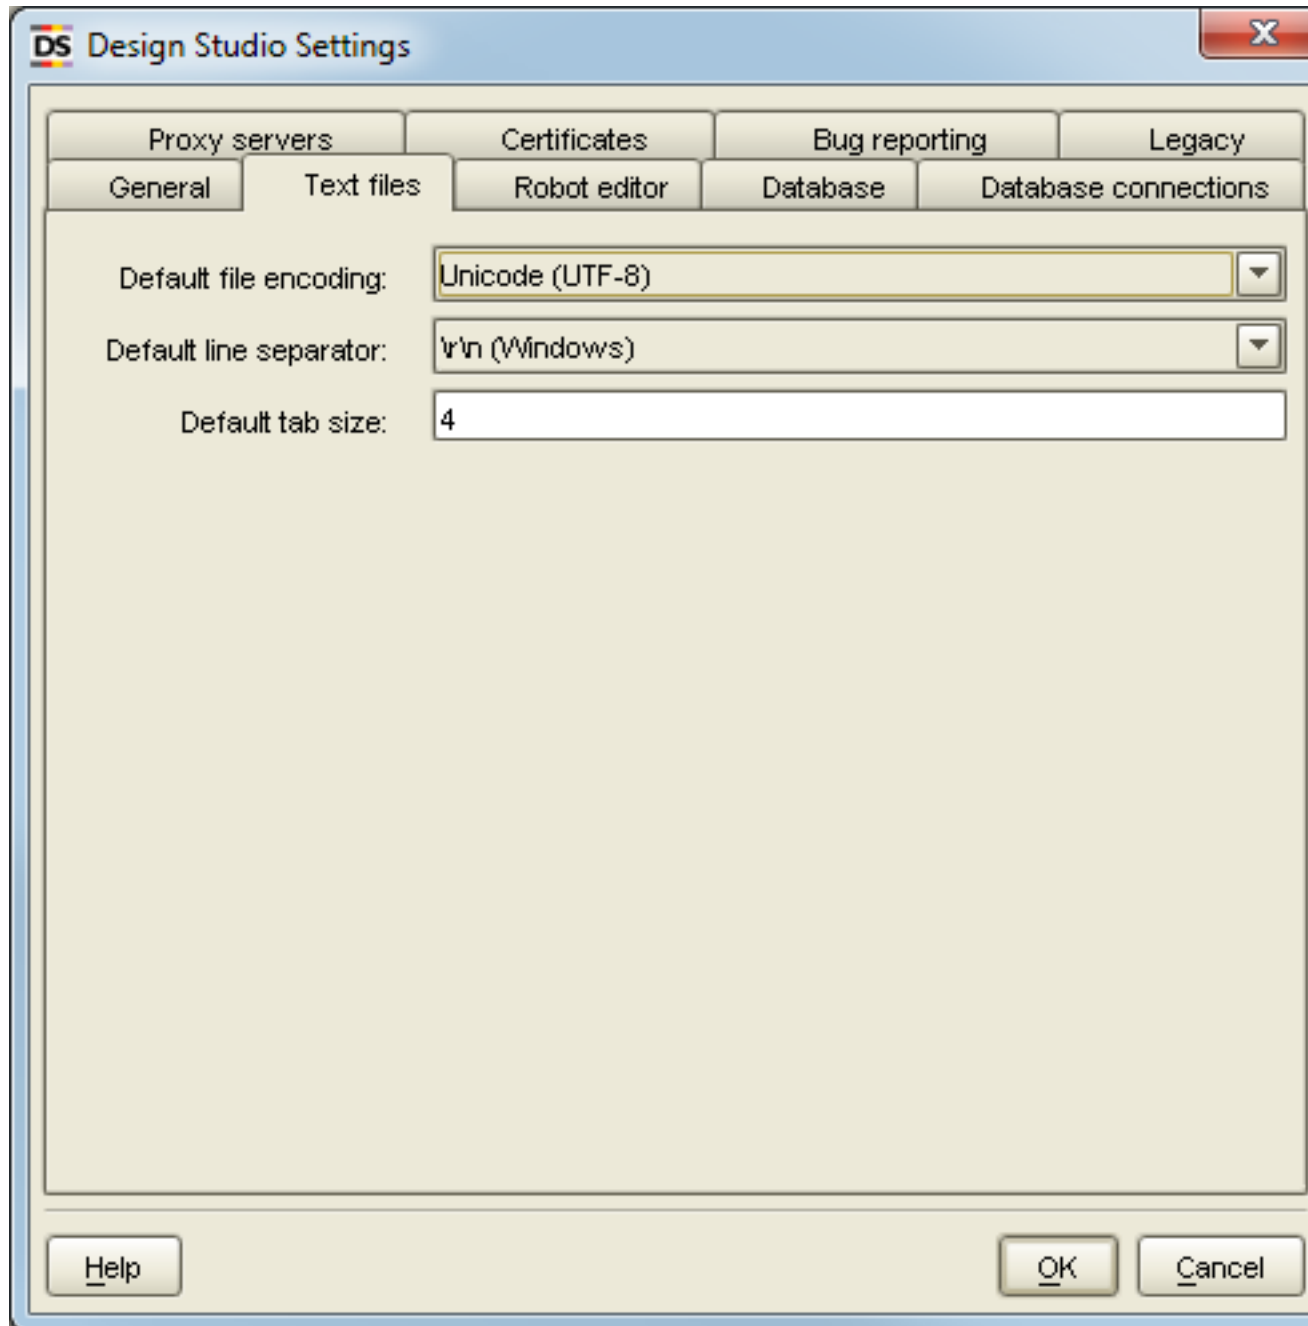 DS Design Studio Settings
Proxy servers Certificates Bug reporting Legacy
General Text files Robot editor Database Database connections
Default file encoding: Unicode (UTF-8)
Default line separator: \r\n (Windows)
Default tab size: 4
Help OK Cancel